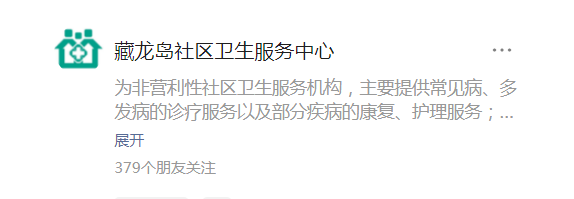 藏龙岛社区卫生服务中心
为非营利性社区卫生服务机构，主要提供常见病、多
发病的诊疗服务以及部分疾病的康复、护理服务；...
展开
379个朋友关注